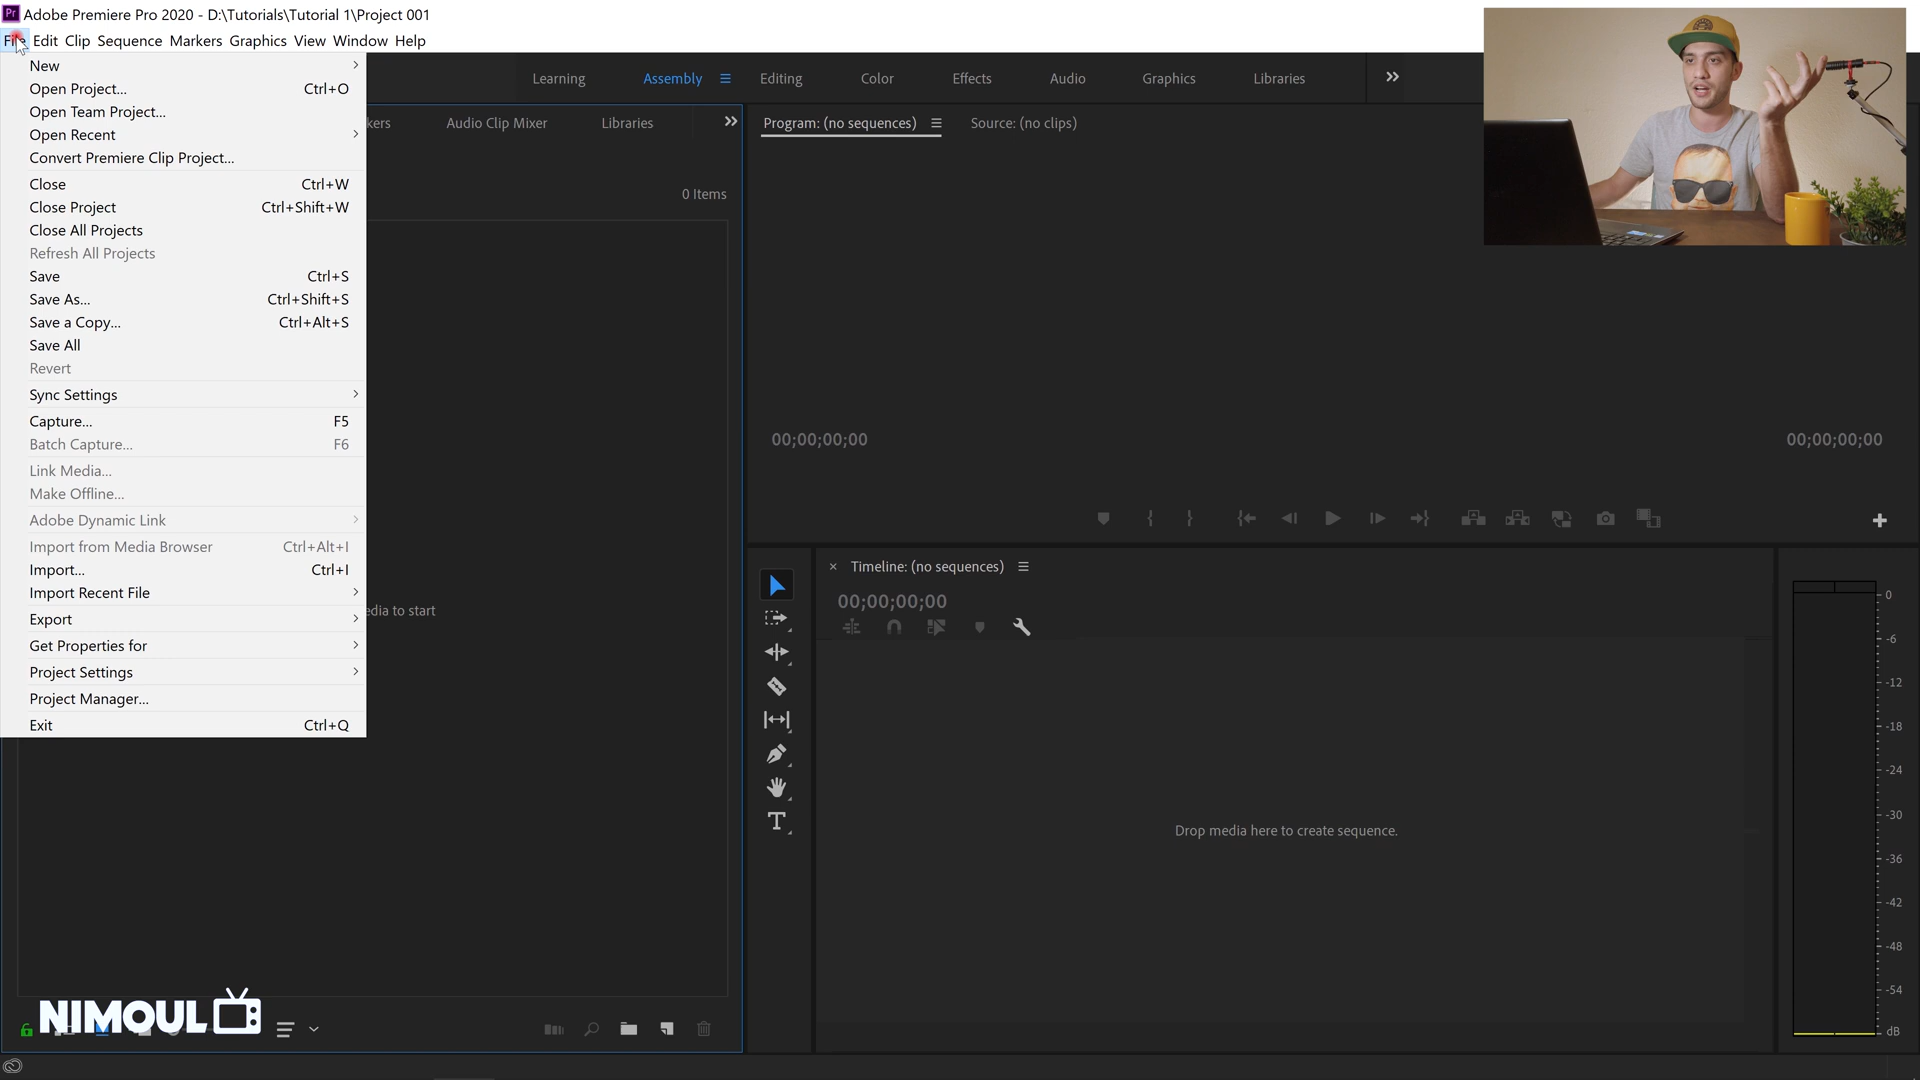 Adobe Premiere Pro 2020 - D:\Tutorials\Tutorial 1\Project 001
File Edit Clip Sequence Markers Graphics View Window Help
New
Open Project... Ctrl+O
Open Team Project...
Open Recent
Convert Premiere Clip Project...
Close Ctrl+W
Close Project Ctrl+Shift+W
Close All Projects
Refresh All Projects
Save Ctrl+S
Save As... Ctrl+Shift+S
Save a Copy... Ctrl+Alt+S
Save All
Revert
Sync Settings
Capture... F5
Batch Capture... F6
Link Media...
Make Offline...
Adobe Dynamic Link
Import from Media Browser Ctrl+Alt+I
Import... Ctrl+I
Import Recent File
Export
Get Properties for
Project Settings
Project Manager...
Exit Ctrl+Q
Learning Assembly Editing Color Effects Audio Graphics Libraries
kers Audio Clip Mixer Libraries
0 Items
edia to start
Program: (no sequences) Source: (no clips)
00;00;00;00 00;00;00;00
Timeline: (no sequences)
00;00;00;00
Drop media here to create sequence.
0
-6
-12
-18
-24
-30
-36
-42
-48
-54
dB
NIMOUL